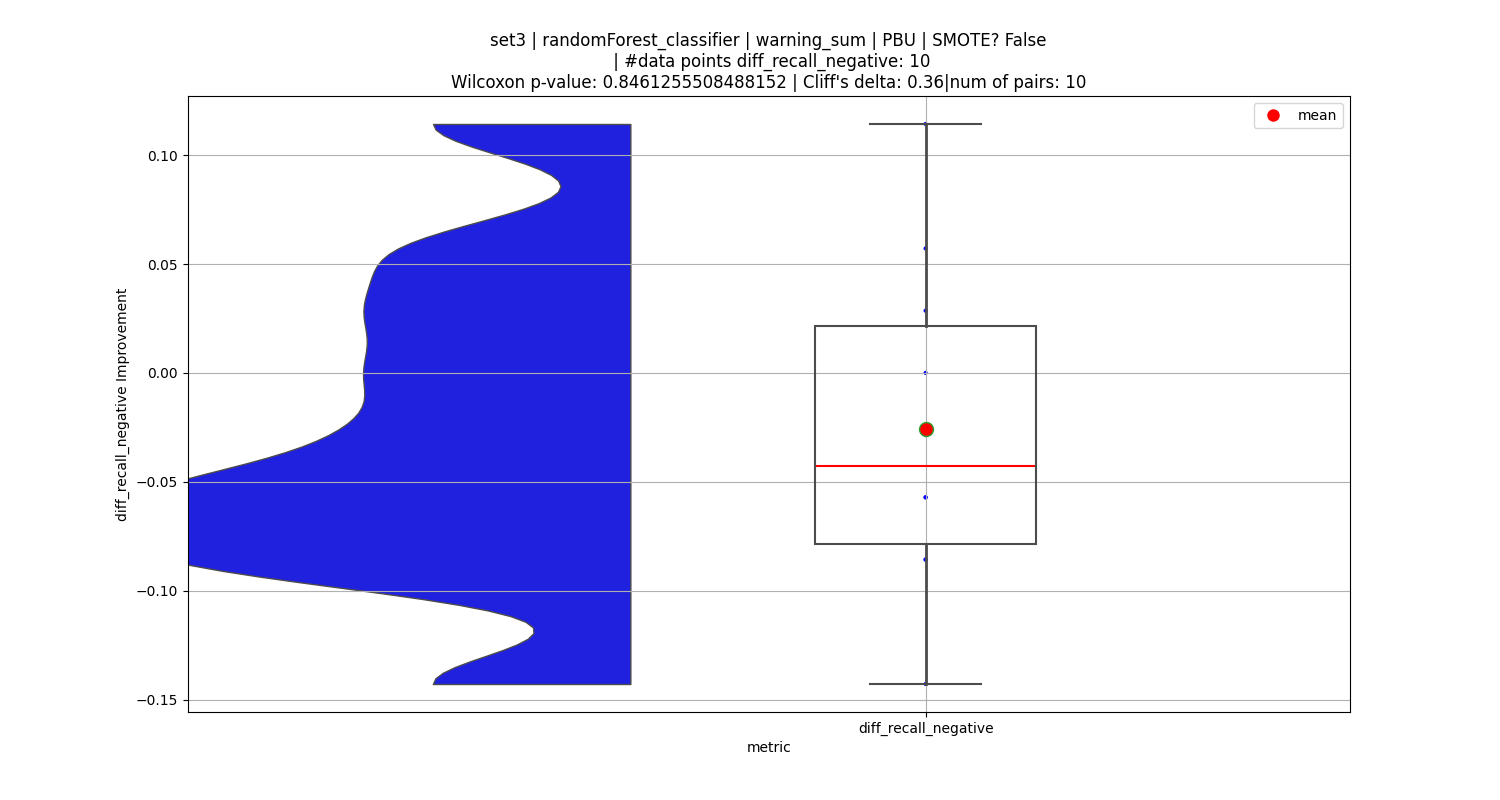 set3 | randomForest_classifier | warning_sum | PBU | SMOTE? False
| #data points diff_recall_negative: 10
Wilcoxon p-value: 0.8461255508488152 | Cliff's delta: 0.36|num of pairs: 10
mean
0.10
0.05
0.00
−0.05
−0.10
−0.15
diff_recall_negative Improvement
diff_recall_negative
metric